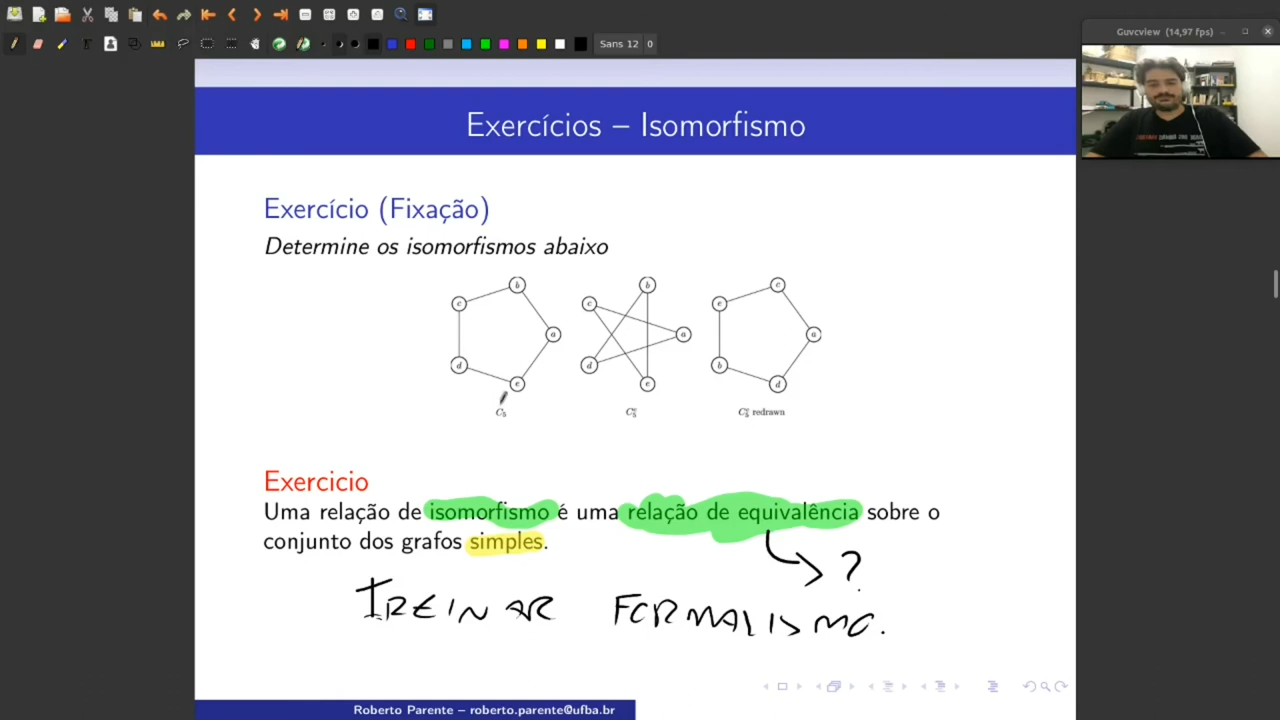 Sans 12 0
Guvcview (14,97 fps)
Exercícios – Isomorfismo
Exercício (Fixação)
Determine os isomorfismos abaixo
b
c
a
d
e
C5
b
c
a
d
e
C5^c
c
e
a
b
d
C5^c redrawn
Exercicio
Uma relação de isomorfismo é uma relação de equivalência sobre o
conjunto dos grafos simples.
?
TREINAR FORMALISMO.
Roberto Parente – roberto.parente@ufba.br